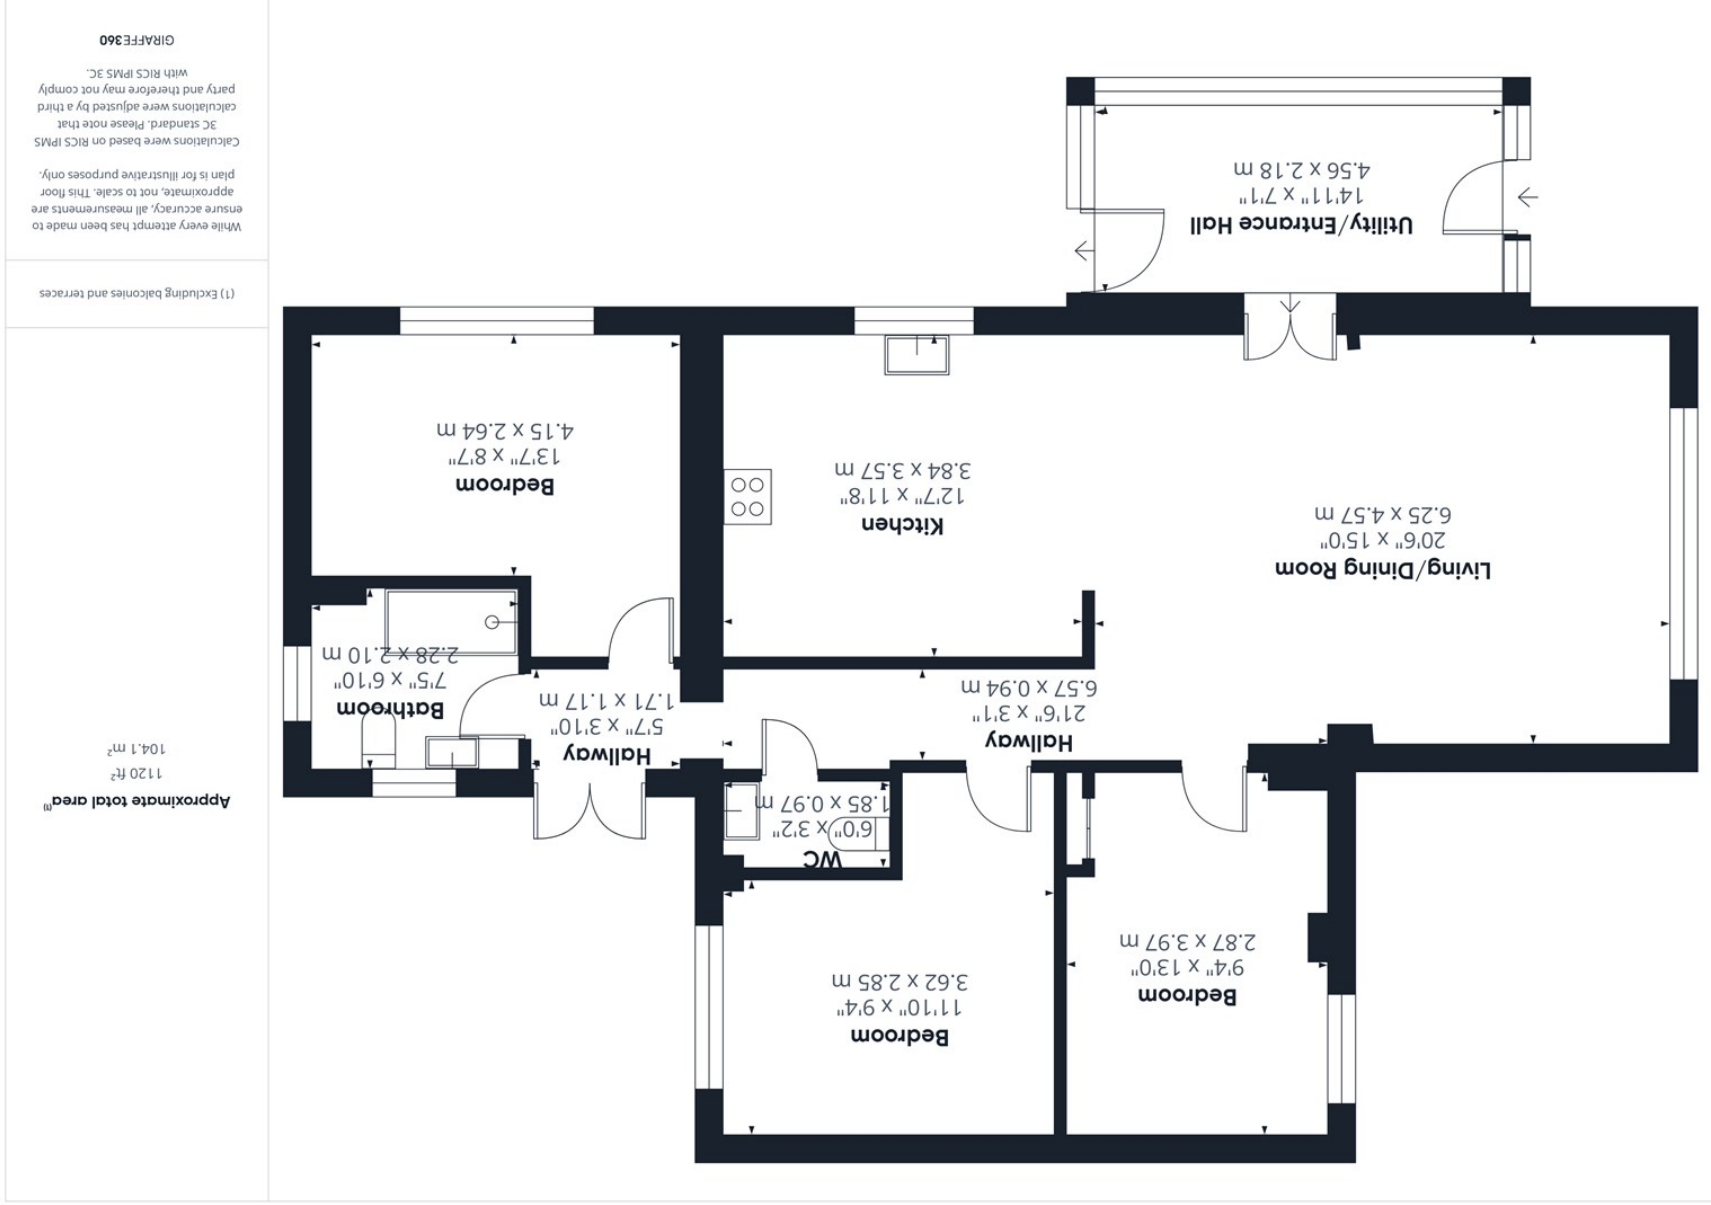 Bedroom
9'4" x 13'0"
2.87 x 3.97 m
Bedroom
11'10" x 9'4"
3.62 x 2.85 m
WC
6'0" x 3'2"
1.85 x 0.97 m
Hallway
21'6" x 3'1"
6.57 x 0.94 m
Hallway
5'7" x 3'10"
1.71 x 1.17 m
Bathroom
7'5" x 6'10"
2.28 x 2.10 m
Living/Dining Room
20'6" x 15'0"
6.25 x 4.57 m
Kitchen
12'7" x 11'8"
3.84 x 3.57 m
Bedroom
13'7" x 8'7"
4.15 x 2.64 m
Utility/Entrance Hall
14'11" x 7'1"
4.56 x 2.18 m
Approximate total area⁽¹⁾
1120 ft²
104.1 m²
(1) Excluding balconies and terraces
While every attempt has been made to
ensure accuracy, all measurements are
approximate, not to scale. This floor
plan is for illustrative purposes only.
Calculations were based on RICS IPMS
3C standard. Please note that
calculations were adjusted by a third
party and therefore may not comply
with RICS IPMS 3C.
GIRAFFE360